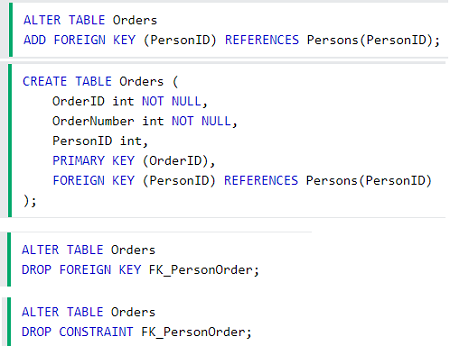 ALTER TABLE Orders
ADD FOREIGN KEY (PersonID) REFERENCES Persons(PersonID);
CREATE TABLE Orders (
    OrderID int NOT NULL,
    OrderNumber int NOT NULL,
    PersonID int,
    PRIMARY KEY (OrderID),
    FOREIGN KEY (PersonID) REFERENCES Persons(PersonID)
);
ALTER TABLE Orders
DROP FOREIGN KEY FK_PersonOrder;
ALTER TABLE Orders
DROP CONSTRAINT FK_PersonOrder;